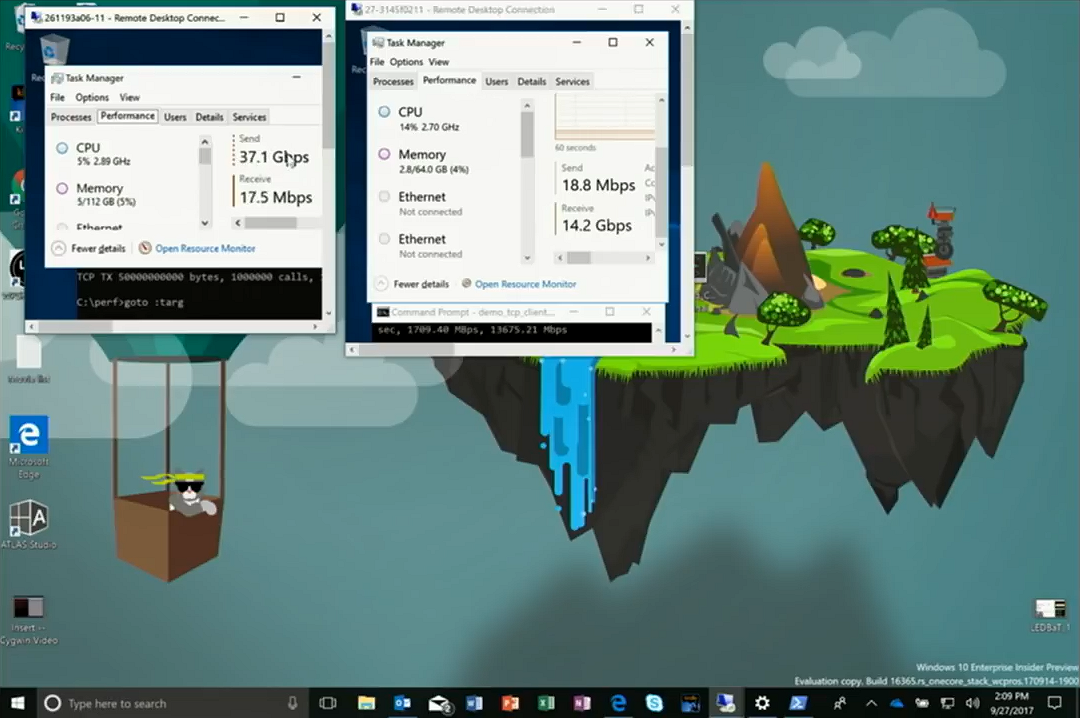 261193a06-11 - Remote Desktop Connec...
Task Manager
File Options View
Processes Performance Users Details Services
CPU
5% 2.89 GHz
Memory
5/112 GB (5%)
Ethernet
Send
37.1 Gbps
Receive
17.5 Mbps
Fewer details
Open Resource Monitor
TCP TX 50000000000 bytes, 1000000 calls,
C:\perf>goto :targ
27-3145f0211 - Remote Desktop Connection
Task Manager
File Options View
Processes Performance Users Details Services
CPU
14% 2.70 GHz
Memory
2.8/64.0 GB (4%)
Ethernet
Not connected
Ethernet
Not connected
60 seconds
Send
18.8 Mbps
Receive
14.2 Gbps
Fewer details
Open Resource Monitor
Command Prompt - demo_tcp_client...
sec, 1709.40 MBps, 13675.21 Mbps
Microsoft
Edge
ATLAS Studio
Insert --
Cygwin Video
LEDBaT_1
Windows 10 Enterprise Insider Preview
Evaluation copy. Build 16365.rs_onecore_stack_wcpros.170914-1900
Type here to search
2:09 PM
9/27/2017